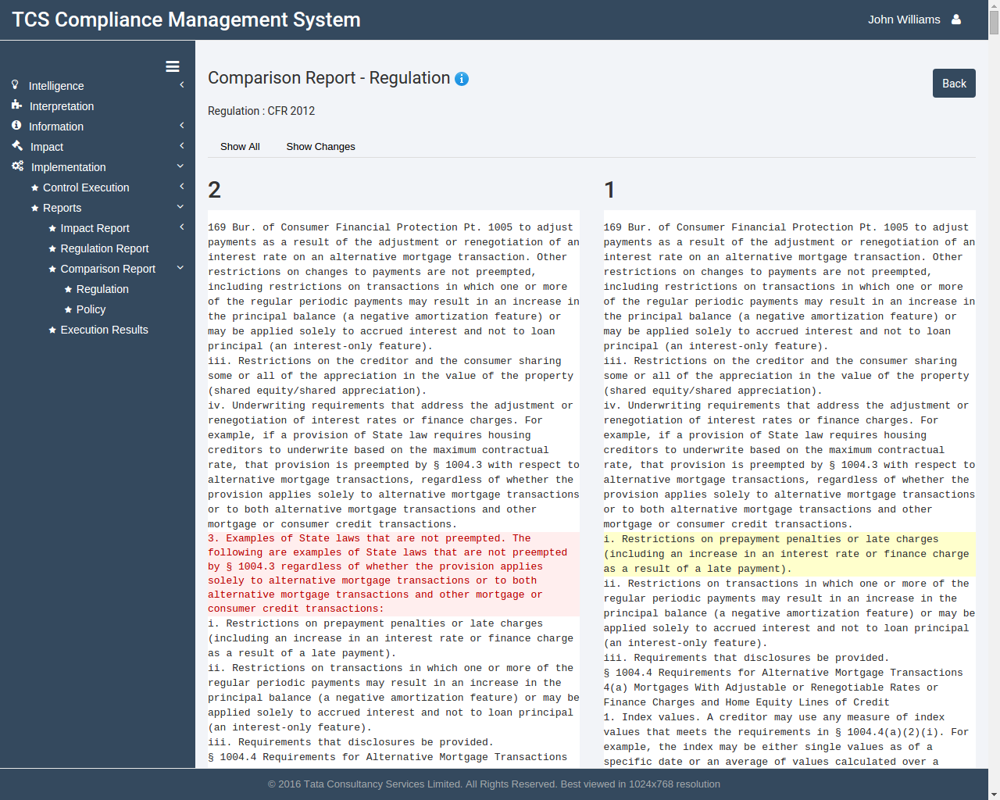 TCS Compliance Management System
John Williams
Intelligence
Interpretation
Information
Impact
Implementation
Control Execution
Reports
Impact Report
Regulation Report
Comparison Report
Regulation
Policy
Execution Results
Comparison Report - Regulation
Back
Regulation : CFR 2012
Show All
Show Changes
2
169 Bur. of Consumer Financial Protection Pt. 1005 to adjust
payments as a result of the adjustment or renegotiation of an
interest rate on an alternative mortgage transaction. Other
restrictions on changes to payments are not preempted,
including restrictions on transactions in which one or more
of the regular periodic payments may result in an increase in
the principal balance (a negative amortization feature) or
may be applied solely to accrued interest and not to loan
principal (an interest-only feature).
iii. Restrictions on the creditor and the consumer sharing
some or all of the appreciation in the value of the property
(shared equity/shared appreciation).
iv. Underwriting requirements that address the adjustment or
renegotiation of interest rates or finance charges. For
example, if a provision of State law requires housing
creditors to underwrite based on the maximum contractual
rate, that provision is preempted by § 1004.3 with respect to
alternative mortgage transactions, regardless of whether the
provision applies solely to alternative mortgage transactions
or to both alternative mortgage transactions and other
mortgage or consumer credit transactions.
3. Examples of State laws that are not preempted. The
following are examples of State laws that are not preempted
by § 1004.3 regardless of whether the provision applies
solely to alternative mortgage transactions or to both
alternative mortgage transactions and other mortgage or
consumer credit transactions:
i. Restrictions on prepayment penalties or late charges
(including an increase in an interest rate or finance charge
as a result of a late payment).
ii. Restrictions on transactions in which one or more of the
regular periodic payments may result in an increase in the
principal balance (a negative amortization feature) or may be
applied solely to accrued interest and not to loan principal
(an interest-only feature).
iii. Requirements that disclosures be provided.
§ 1004.4 Requirements for Alternative Mortgage Transactions
1
169 Bur. of Consumer Financial Protection Pt. 1005 to adjust
payments as a result of the adjustment or renegotiation of an
interest rate on an alternative mortgage transaction. Other
restrictions on changes to payments are not preempted,
including restrictions on transactions in which one or more
of the regular periodic payments may result in an increase in
the principal balance (a negative amortization feature) or
may be applied solely to accrued interest and not to loan
principal (an interest-only feature).
iii. Restrictions on the creditor and the consumer sharing
some or all of the appreciation in the value of the property
(shared equity/shared appreciation).
iv. Underwriting requirements that address the adjustment or
renegotiation of interest rates or finance charges. For
example, if a provision of State law requires housing
creditors to underwrite based on the maximum contractual
rate, that provision is preempted by § 1004.3 with respect to
alternative mortgage transactions, regardless of whether the
provision applies solely to alternative mortgage transactions
or to both alternative mortgage transactions and other
mortgage or consumer credit transactions.
i. Restrictions on prepayment penalties or late charges
(including an increase in an interest rate or finance charge
as a result of a late payment).
ii. Restrictions on transactions in which one or more of the
regular periodic payments may result in an increase in the
principal balance (a negative amortization feature) or may be
applied solely to accrued interest and not to loan principal
(an interest-only feature).
iii. Requirements that disclosures be provided.
§ 1004.4 Requirements for Alternative Mortgage Transactions
4(a) Mortgages With Adjustable or Renegotiable Rates or
Finance Charges and Home Equity Lines of Credit
1. Index values. A creditor may use any measure of index
values that meets the requirements in § 1004.4(a)(2)(i). For
example, the index may be either single values as of a
specific date or an average of values calculated over a
© 2016 Tata Consultancy Services Limited. All Rights Reserved. Best viewed in 1024x768 resolution